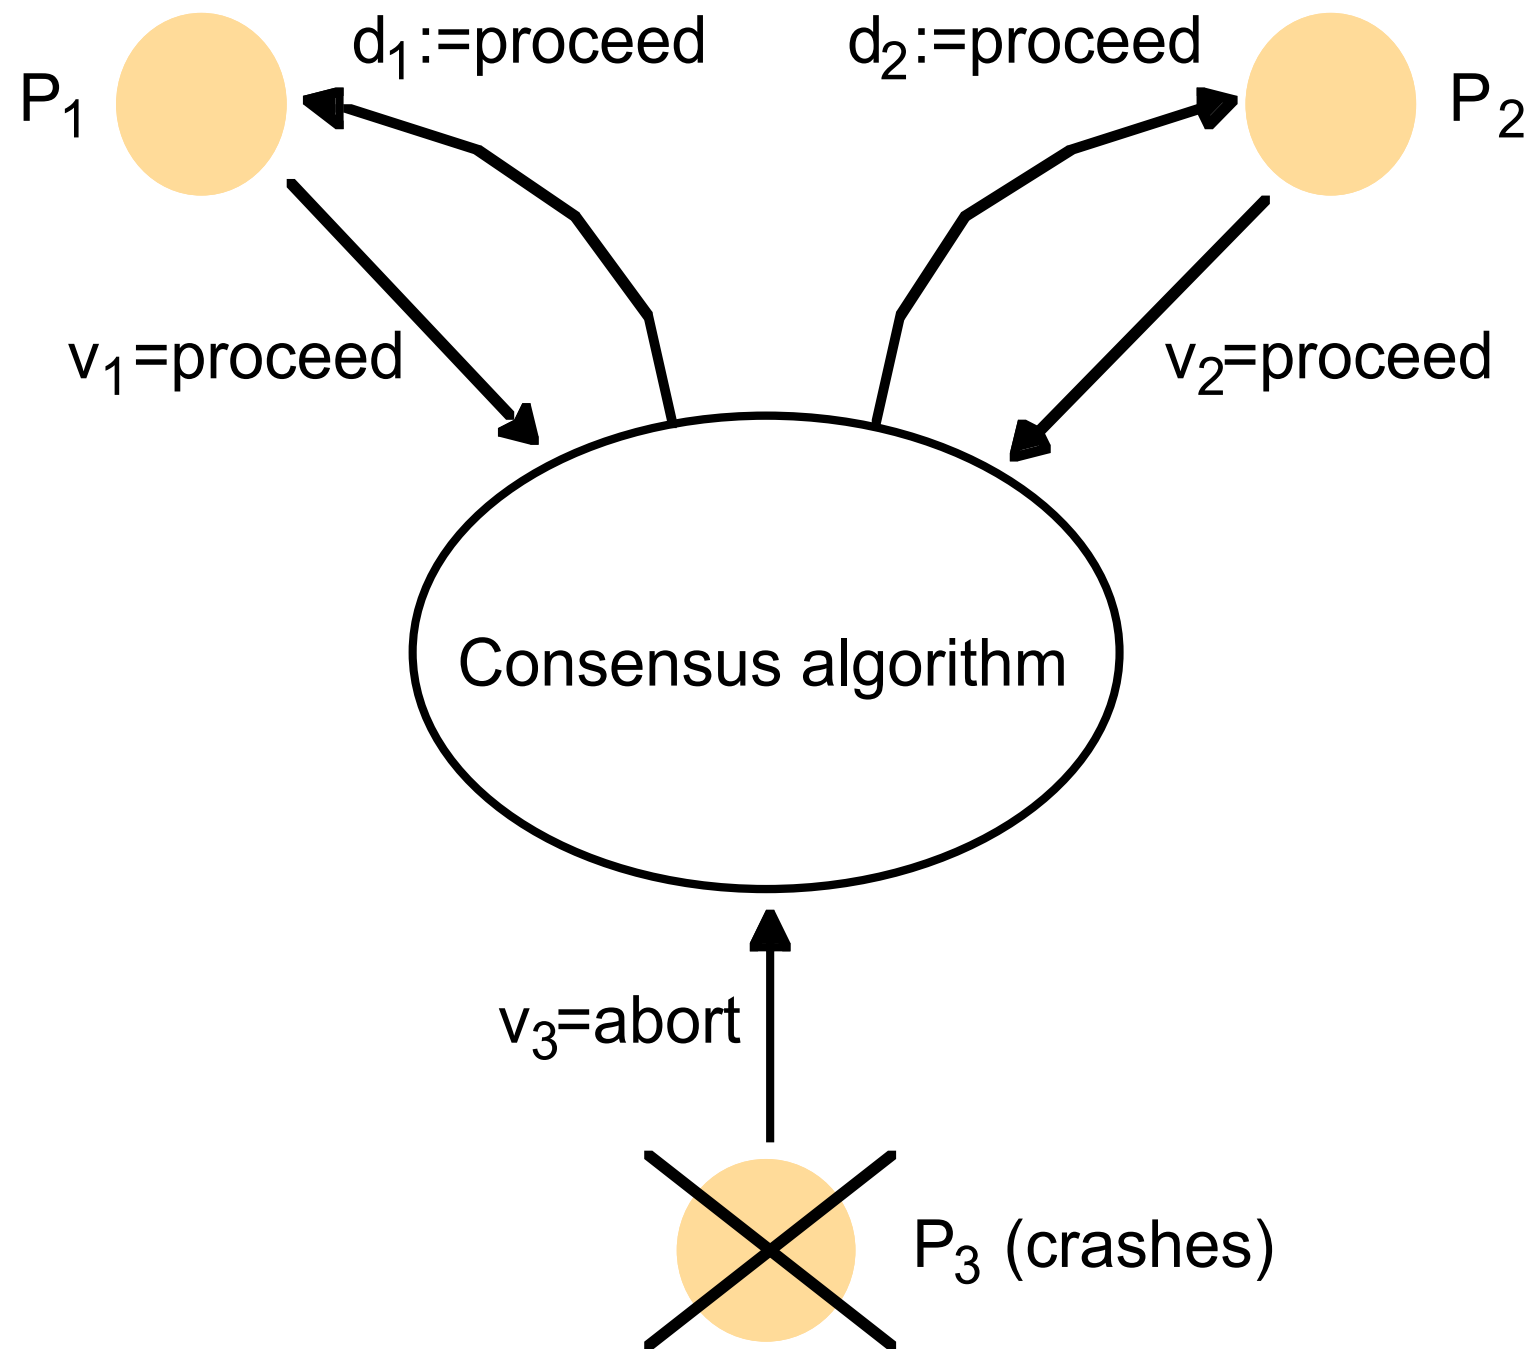 d₁:=proceed
d₂:=proceed
P₁
P₂
v₁=proceed
v₂=proceed
Consensus algorithm
v₃=abort
P₃ (crashes)